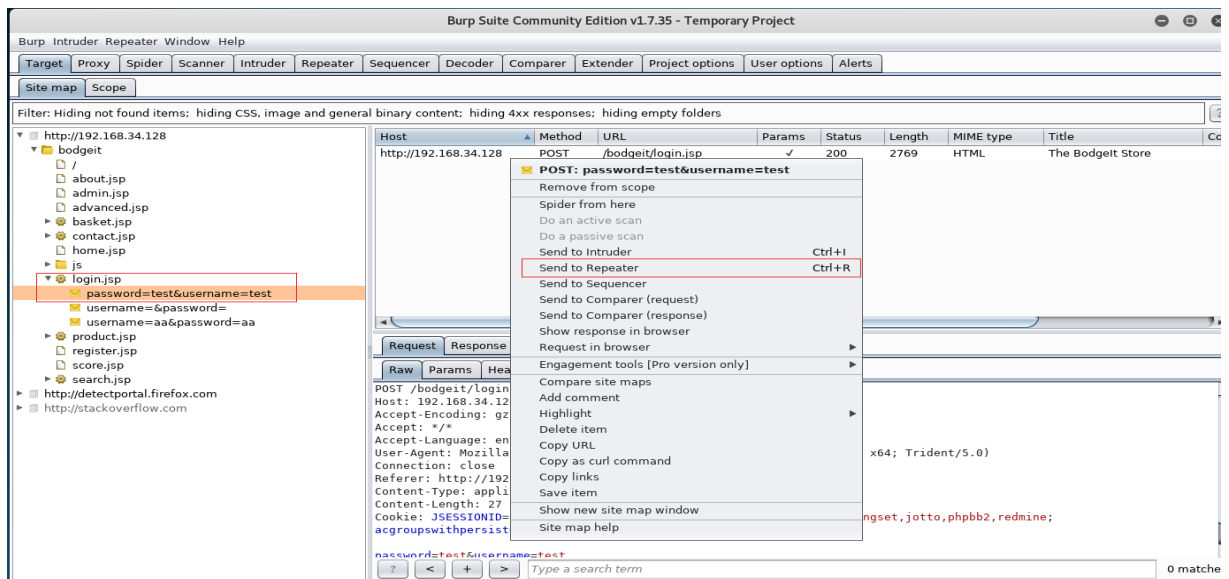 Burp Suite Community Edition v1.7.35 - Temporary Project
Burp Intruder Repeater Window Help
Target Proxy Spider Scanner Intruder Repeater Sequencer Decoder Comparer Extender Project options User options Alerts
Site map Scope
Filter: Hiding not found items; hiding CSS, image and general binary content; hiding 4xx responses; hiding empty folders ?
http://192.168.34.128
bodgeit
/
about.jsp
admin.jsp
advanced.jsp
basket.jsp
contact.jsp
home.jsp
js
login.jsp
password=test&username=test
username=&password=
username=aa&password=aa
product.jsp
register.jsp
score.jsp
search.jsp
http://detectportal.firefox.com
http://stackoverflow.com
Host Method URL Params Status Length MIME type Title Co
http://192.168.34.128 POST /bodgeit/login.jsp ✓ 200 2769 HTML The BodgeIt Store
POST: password=test&username=test
Remove from scope
Spider from here
Do an active scan
Do a passive scan
Send to Intruder Ctrl+I
Send to Repeater Ctrl+R
Send to Sequencer
Send to Comparer (request)
Send to Comparer (response)
Show response in browser
Request in browser
Engagement tools [Pro version only]
Compare site maps
Add comment
Highlight
Delete item
Copy URL
Copy as curl command
Copy links
Save item
Show new site map window
Site map help
Request Response
Raw Params Hea
POST /bodgeit/login
Host: 192.168.34.12
Accept-Encoding: gz
Accept: */*
Accept-Language: en
User-Agent: Mozilla x64; Trident/5.0)
Connection: close
Referer: http://192
Content-Type: appli
Content-Length: 27
Cookie: JSESSIONID= ngset,jotto,phpbb2,redmine;
acgroupswithpersist
password=test&username=test
? < + > Type a search term 0 matche